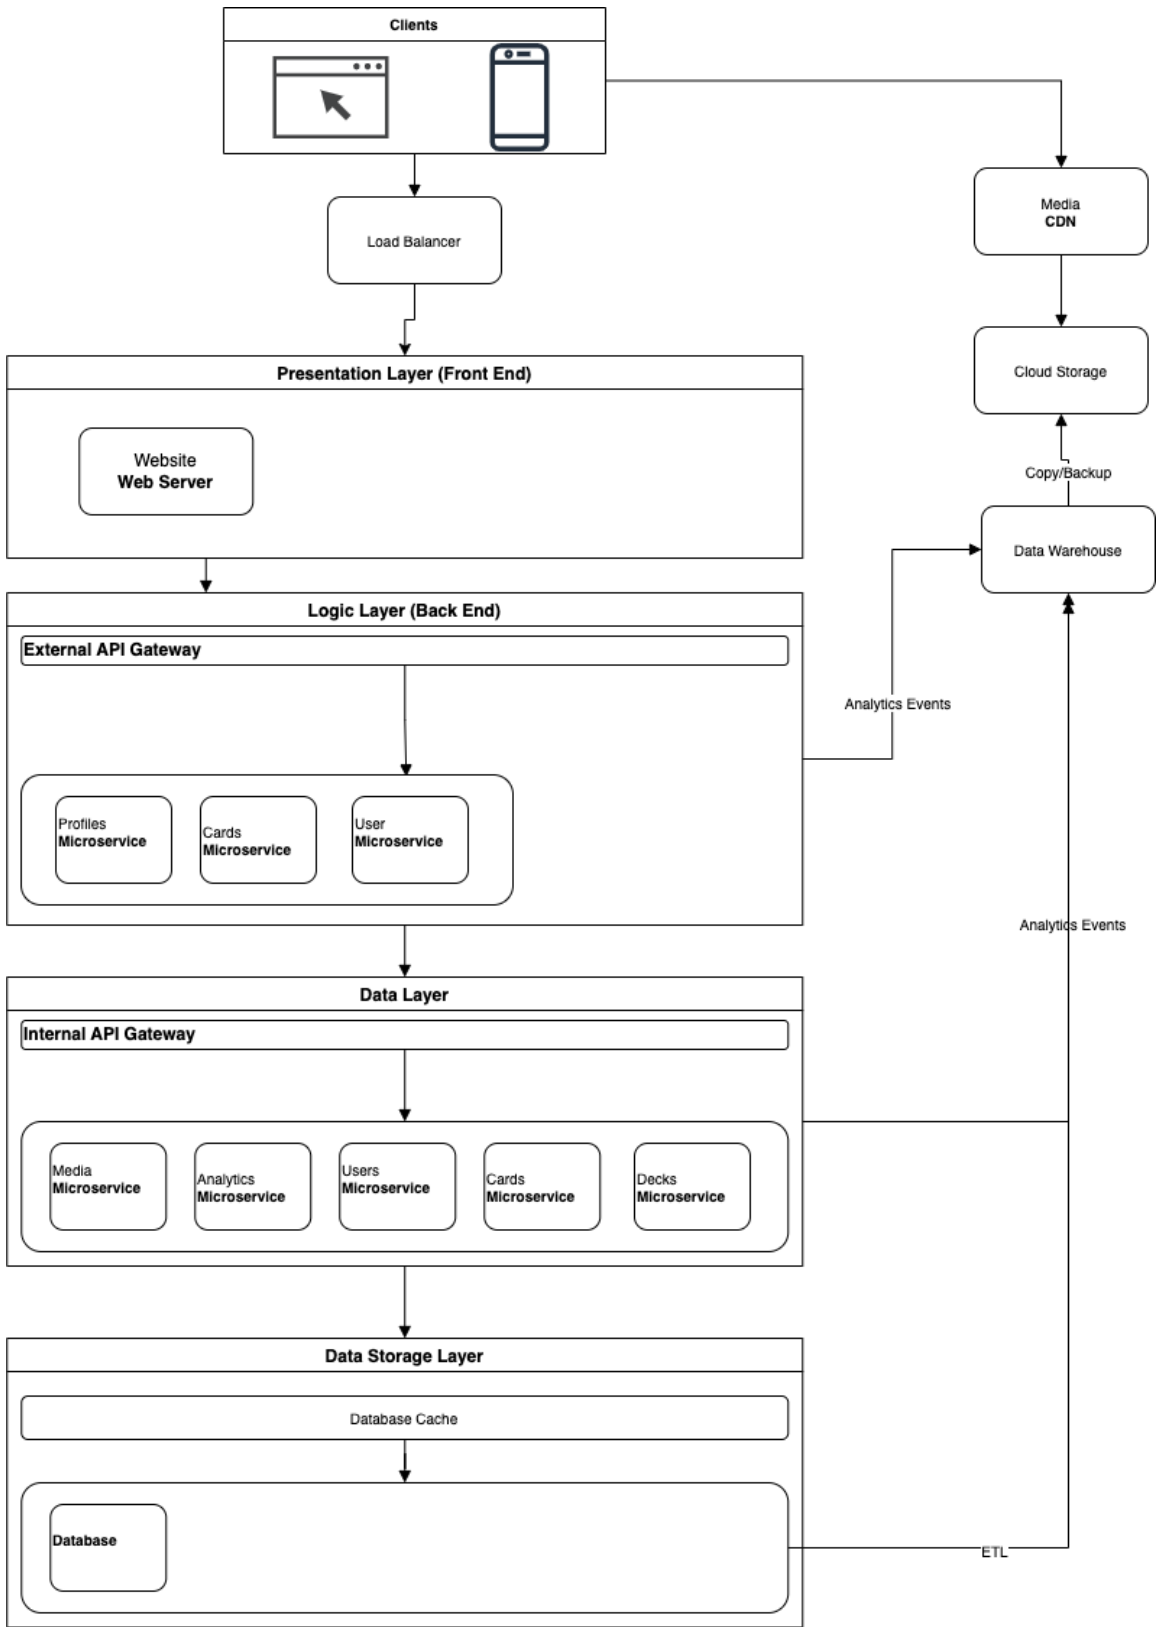 Clients
Load Balancer
Media
CDN
Cloud Storage
Copy/Backup
Data Warehouse
Presentation Layer (Front End)
Website
Web Server
Logic Layer (Back End)
External API Gateway
Profiles
Microservice
Cards
Microservice
User
Microservice
Analytics Events
Analytics Events
Data Layer
Internal API Gateway
Media
Microservice
Analytics
Microservice
Users
Microservice
Cards
Microservice
Decks
Microservice
Data Storage Layer
Database Cache
Database
ETL